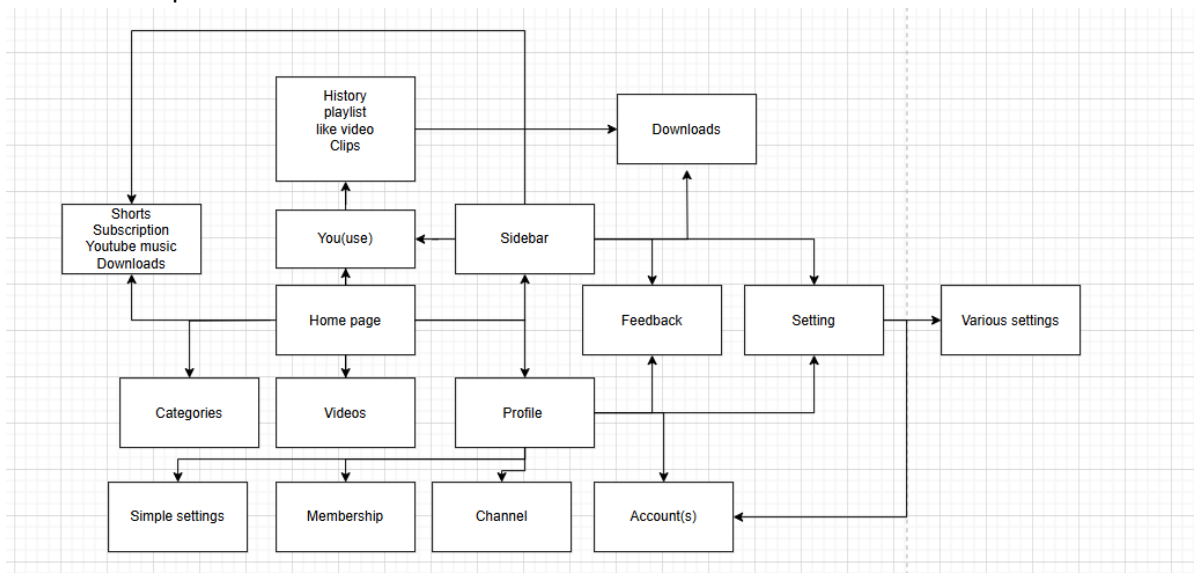 History
playlist
like video
Clips
Downloads
Shorts
Subscription
Youtube music
Downloads
You(use)
Sidebar
Home page
Feedback
Setting
Various settings
Categories
Videos
Profile
Simple settings
Membership
Channel
Account(s)